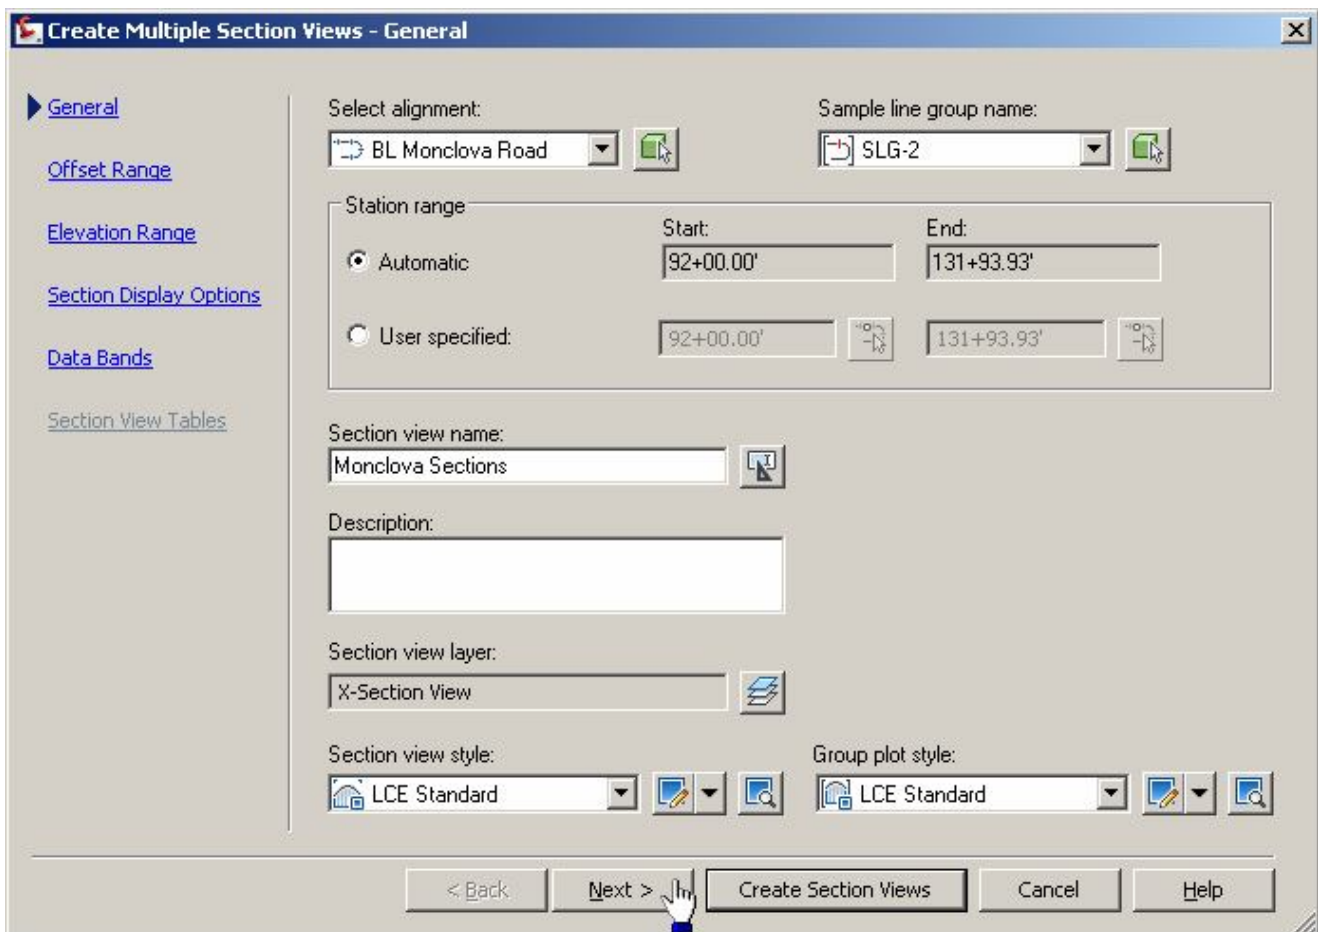 Create Multiple Section Views - General
General
Offset Range
Elevation Range
Section Display Options
Data Bands
Section View Tables
Select alignment:
Sample line group name:
BL Monclova Road
SLG-2
Station range
Start:
End:
Automatic
92+00.00'
131+93.93'
User specified:
92+00.00'
131+93.93'
Section view name:
Monclova Sections
Description:
Section view layer:
X-Section View
Section view style:
Group plot style:
LCE Standard
LCE Standard
< Back
Next >
Create Section Views
Cancel
Help